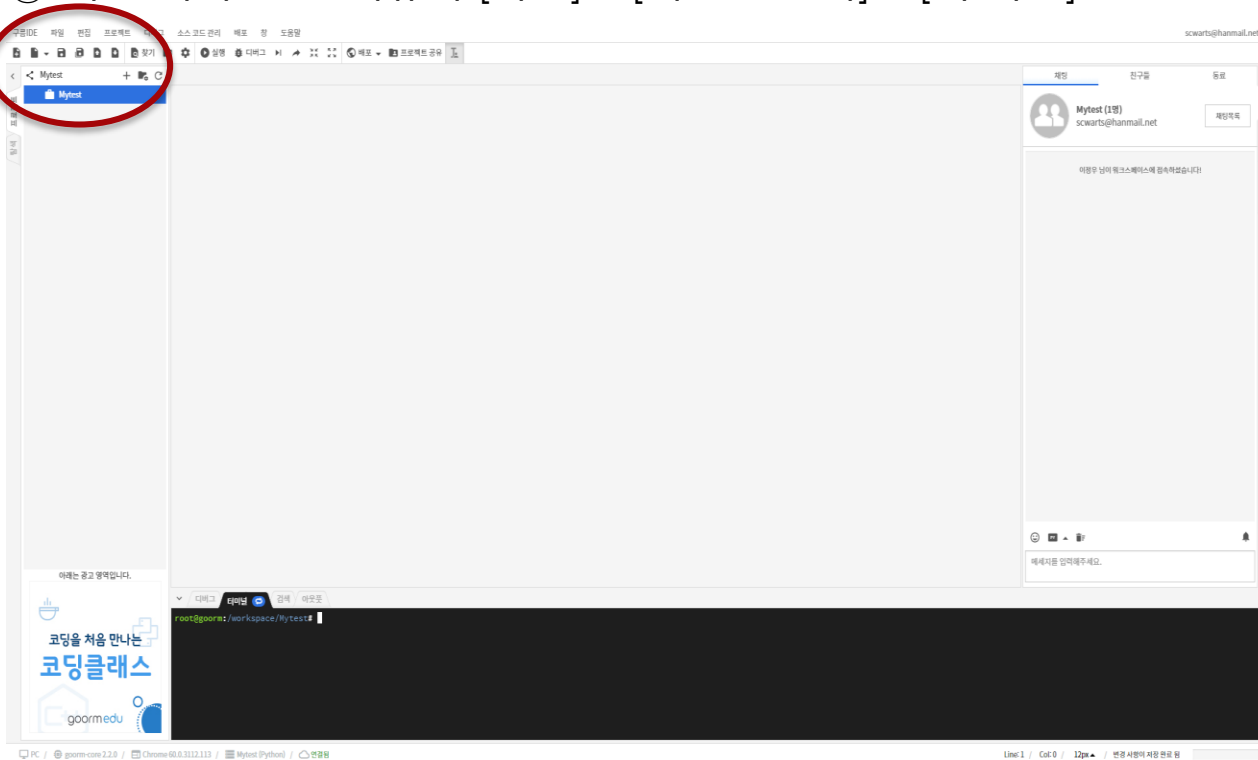 구름IDE 파일 편집 프로젝트 소스 코드 관리 배포 창 도움말
scwarts@hanmail.net
찾기 실행 디버그 배포 프로젝트 공유
Mytest
Mytest
채팅 친구들 동료
Mytest (1명)
scwarts@hanmail.net
채팅목록
이정우 님이 워크스페이스에 접속하셨습니다!
메세지를 입력해주세요.
아래는 광고 영역입니다.
코딩을 처음 만나는
코딩클래스
goormedu
디버그 터미널 검색 아웃풋
root@goorm:/workspace/Mytest#
PC / goorm-core 2.2.0 / Chrome 60.0.3112.113 / Mytest [Python] / 연결됨
Line: 1 / Col: 0 / 12px / 변경 사항이 저장 완료 됨